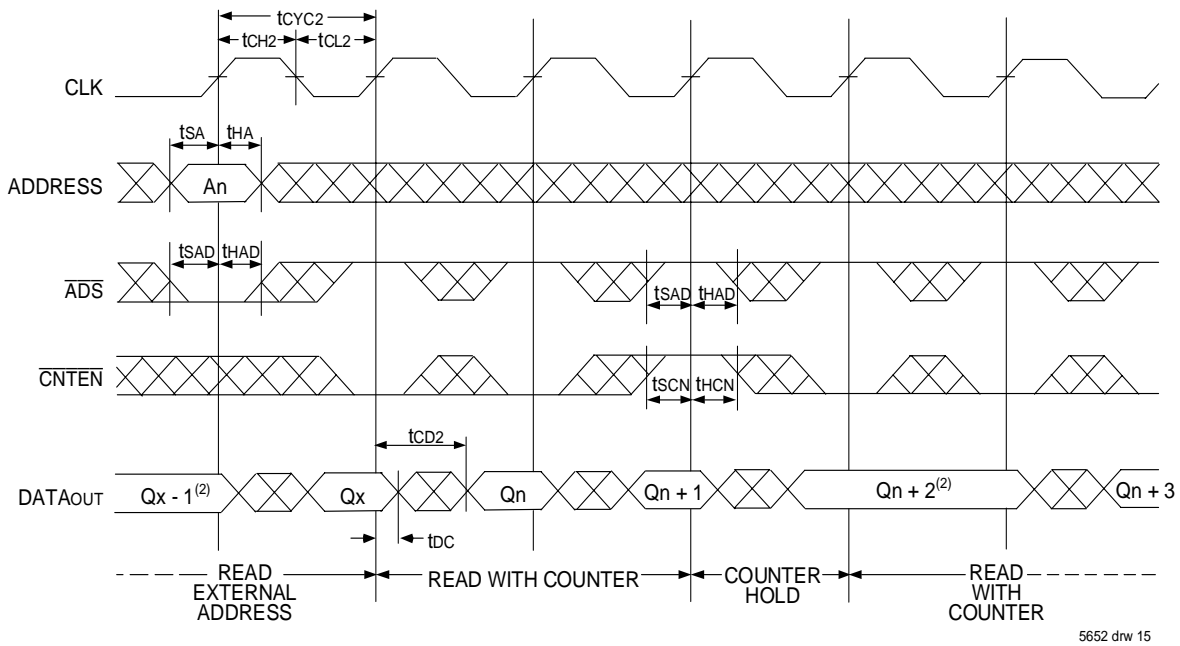 tCYC2
tCH2 tCL2
CLK
tSA tHA
ADDRESS An
tSAD tHAD
ADS
tSAD tHAD
CNTEN
tSCN tHCN
tCD2
DATAOUT Qx - 1(2) Qx Qn Qn + 1 Qn + 2(2) Qn + 3
tDC
READ EXTERNAL ADDRESS
READ WITH COUNTER
COUNTER HOLD
READ WITH COUNTER
5652 drw 15